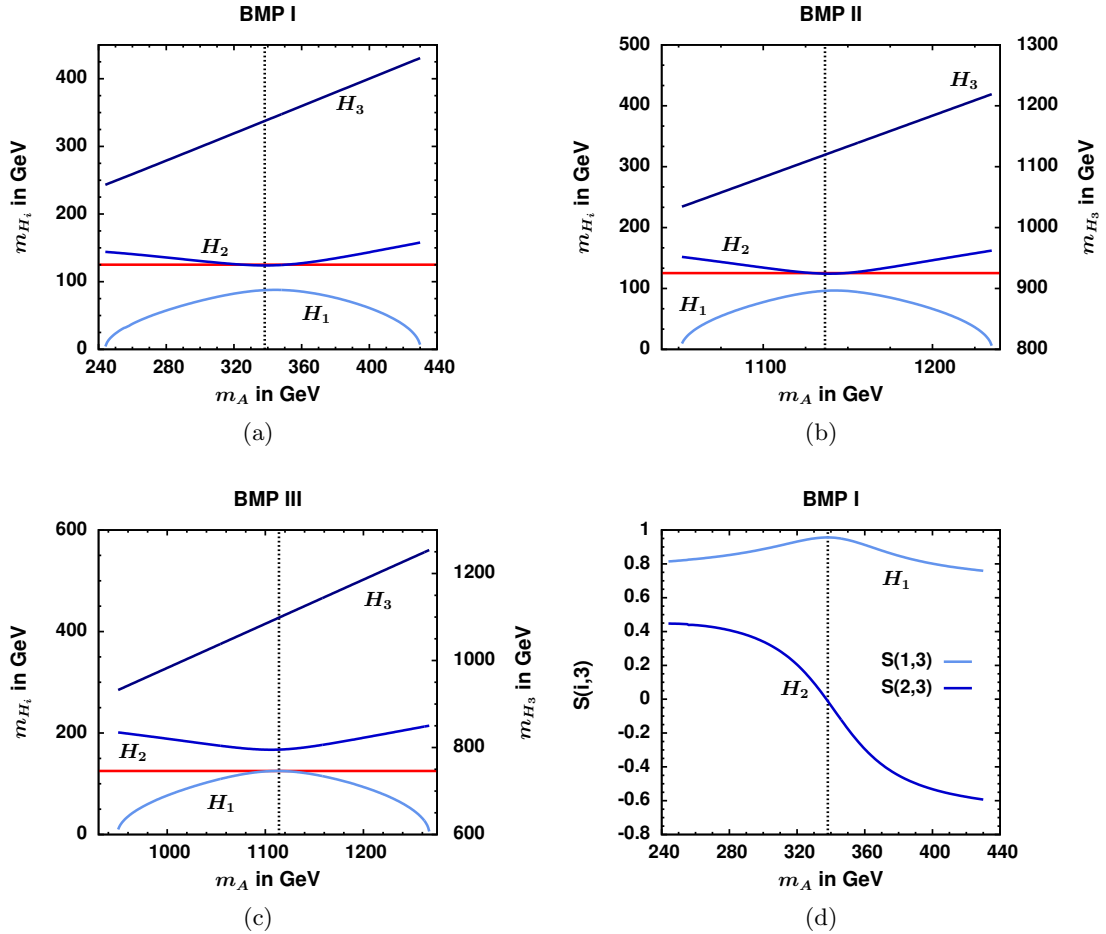 BMP I
400
300
200
100
0
240 280 320 360 400 440
m_{H_i} in GeV
m_A in GeV
H_3
H_2
H_1
(a)
BMP II
500
400
300
200
100
0
1300
1200
1100
1000
900
800
1100 1200
m_{H_i} in GeV
m_{H_3} in GeV
m_A in GeV
H_3
H_2
H_1
(b)
BMP III
600
400
200
0
1200
1000
800
600
1000 1100 1200
m_{H_i} in GeV
m_{H_3} in GeV
m_A in GeV
H_3
H_2
H_1
(c)
BMP I
1
0.8
0.6
0.4
0.2
0
-0.2
-0.4
-0.6
-0.8
240 280 320 360 400 440
S(i,3)
m_A in GeV
H_1
H_2
S(1,3)
S(2,3)
(d)